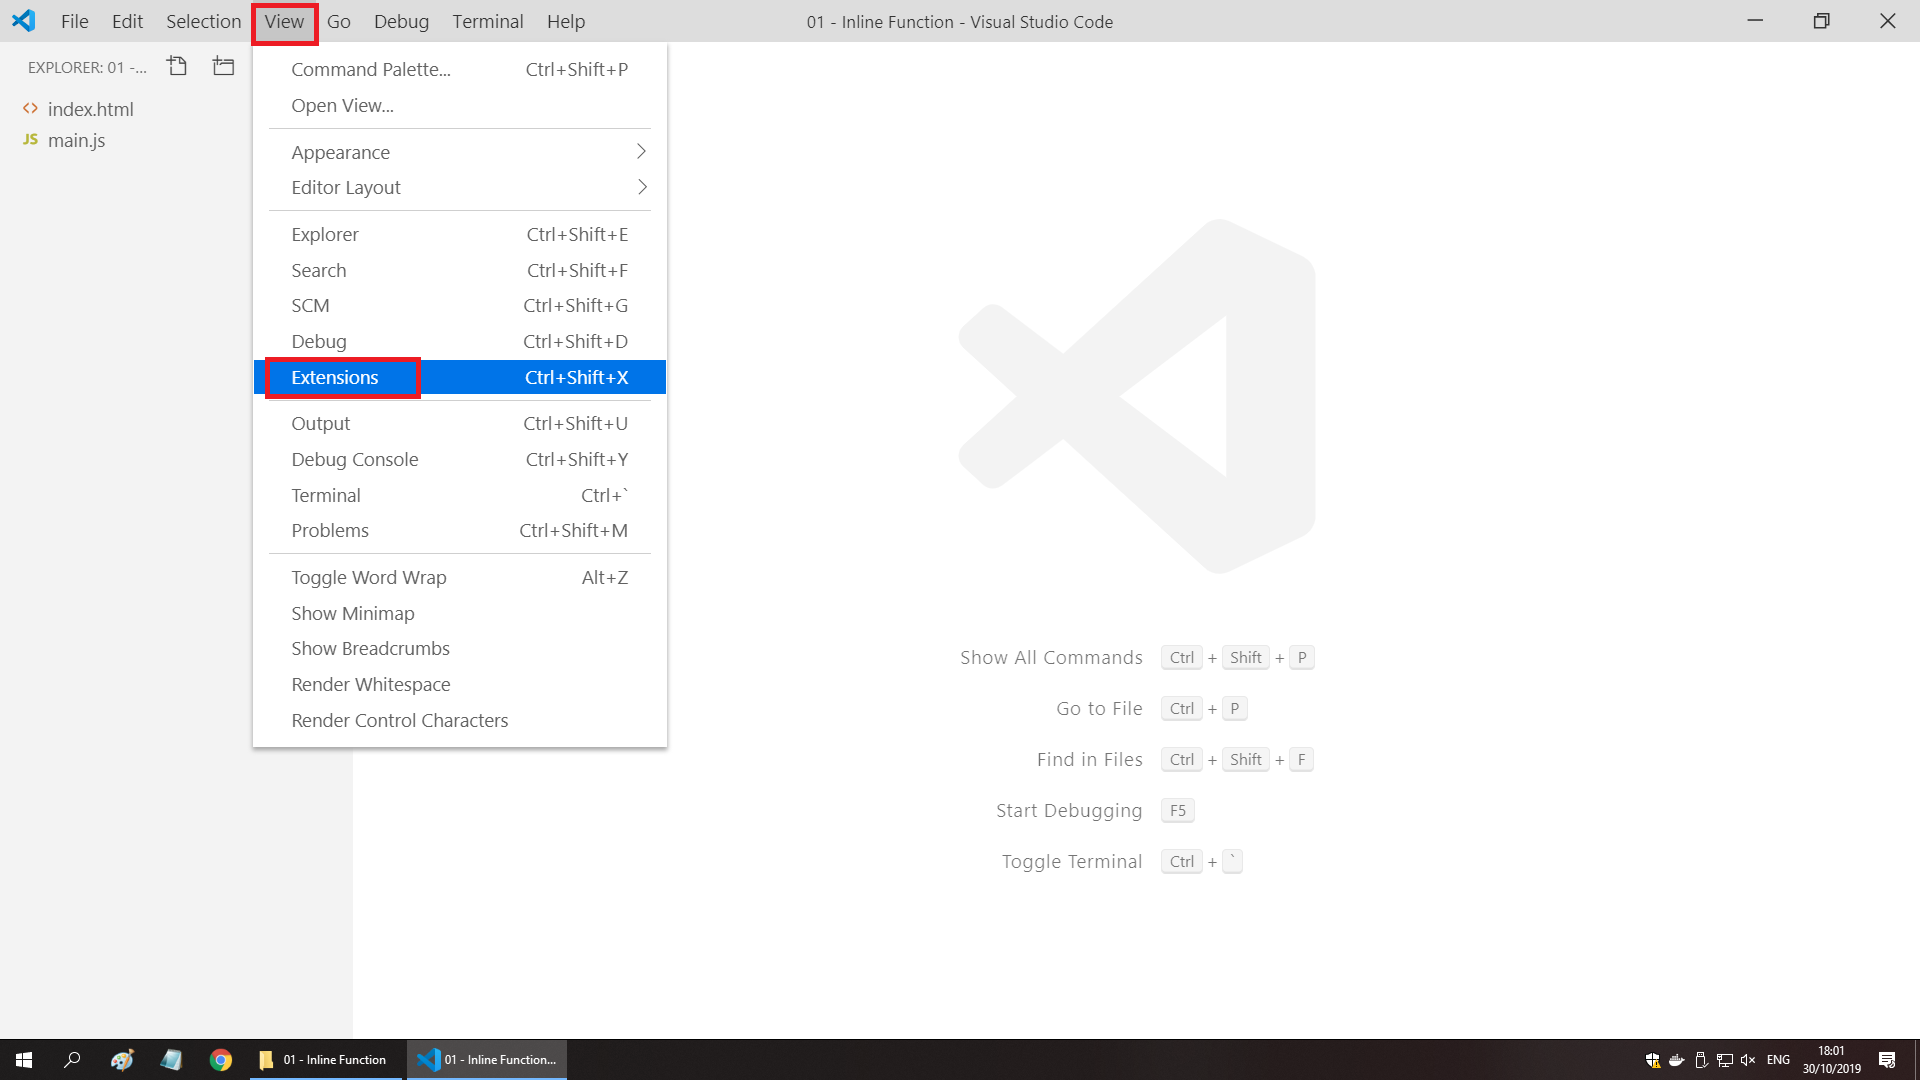 File Edit Selection View Go Debug Terminal Help
01 - Inline Function - Visual Studio Code
EXPLORER: 01 -...
<> index.html
JS main.js
Command Palette... Ctrl+Shift+P
Open View...
Appearance
Editor Layout
Explorer Ctrl+Shift+E
Search Ctrl+Shift+F
SCM Ctrl+Shift+G
Debug Ctrl+Shift+D
Extensions Ctrl+Shift+X
Output Ctrl+Shift+U
Debug Console Ctrl+Shift+Y
Terminal Ctrl+`
Problems Ctrl+Shift+M
Toggle Word Wrap Alt+Z
Show Minimap
Show Breadcrumbs
Render Whitespace
Render Control Characters
Show All Commands Ctrl + Shift + P
Go to File Ctrl + P
Find in Files Ctrl + Shift + F
Start Debugging F5
Toggle Terminal Ctrl + `
01 - Inline Function
01 - Inline Function...
ENG
18:01
30/10/2019